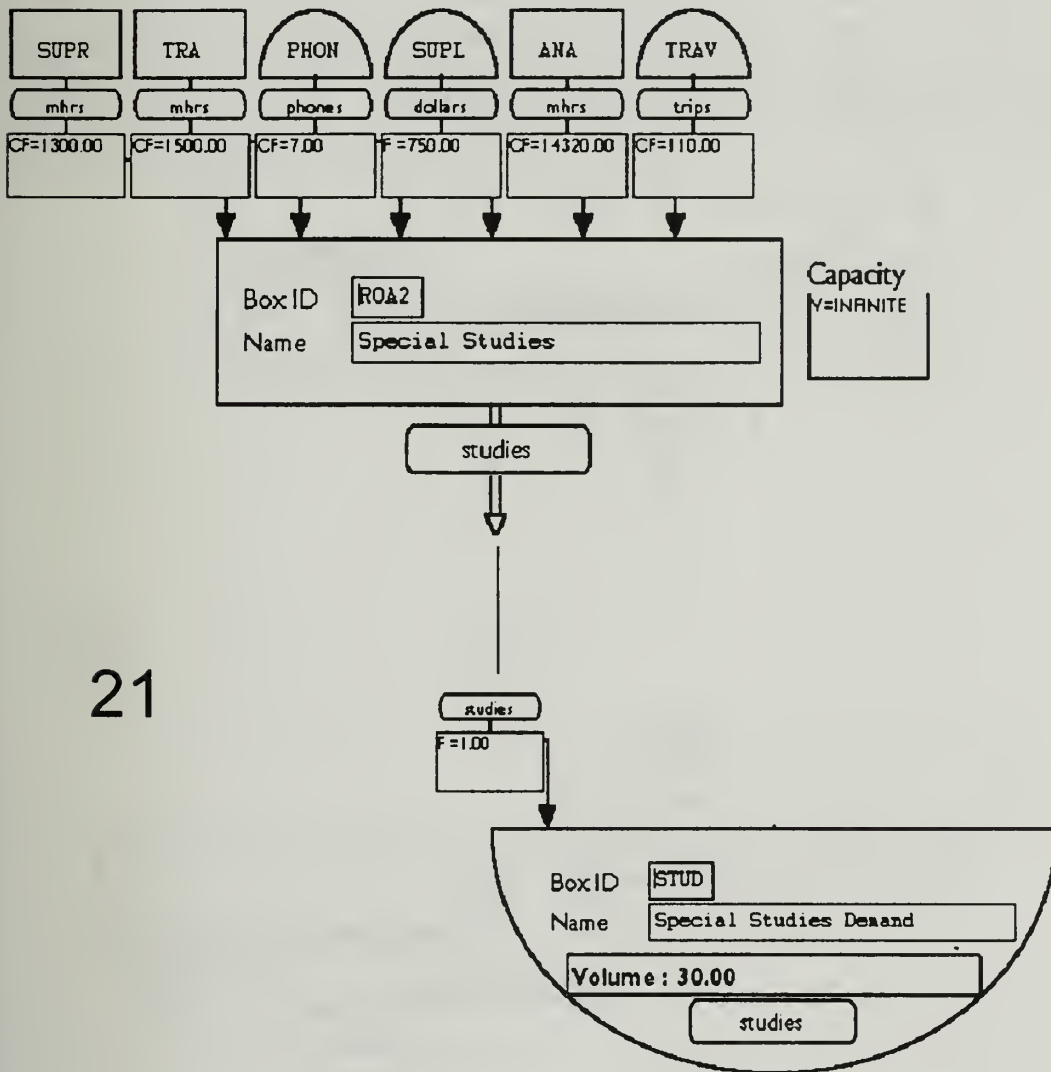 SUPR TRA PHON SUPL ANA TRAV
mhrs mhrs phones dollars mhrs trips
CF=1300.00 CF=1500.00 CF=7.00 F =750.00 CF=14320.00 CF=110.00
Capacity
Y=INFINITE
Box ID ROA2
Name Special Studies
studies
21
studies
F =1.00
Box ID STUD
Name Special Studies Demand
Volume : 30.00
studies